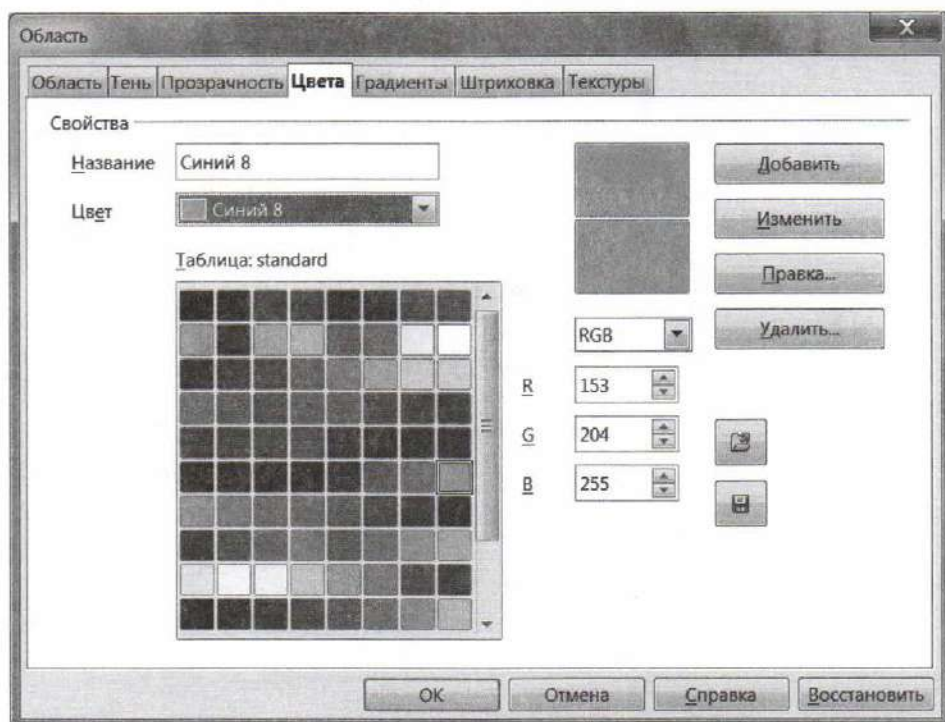 Область
X
Область Тень Прозрачность Цвета Градиенты Штриховка Текстуры
Свойства
Название Синий 8 Добавить
Цвет Синий 8 Изменить
Таблица: standard Правка...
RGB Удалить...
R 153
G 204
B 255
OK Отмена Справка Восстановить